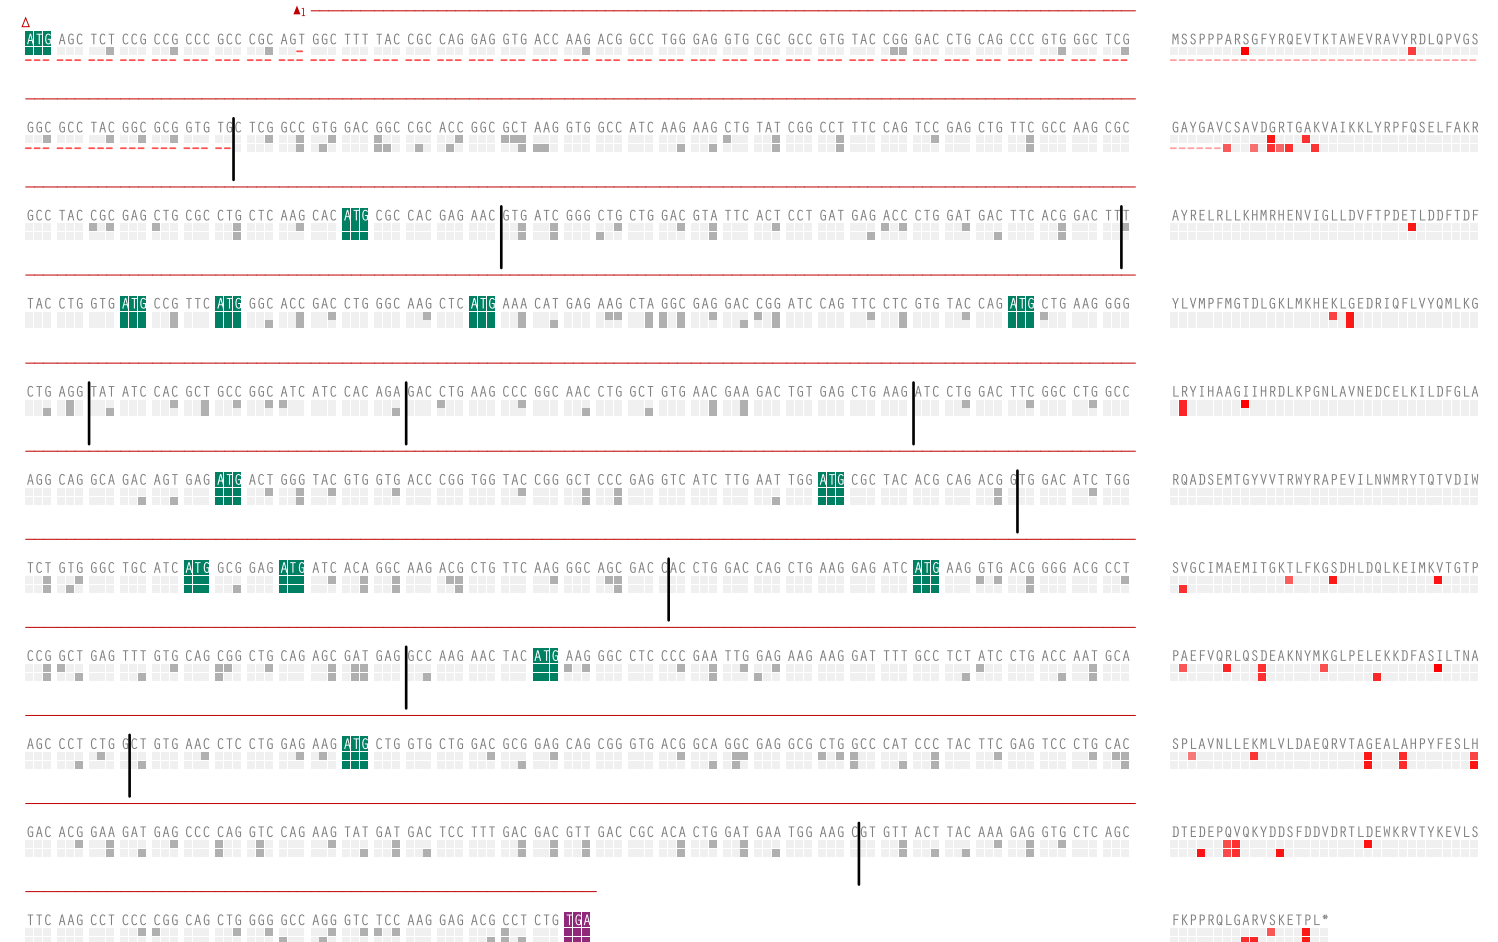 1
ATG AGC TCT CCG CCG CCC GCC CGC AGT GGC TTT TAC CGC CAG GAG GTG ACC AAG ACG GCC TGG GAG GTG CGC GCC GTG TAC CGG GAC CTG CAG CCC GTG GGC TCG MSSPPPARSGFYRQEVTKTAWEVRAVYRDLQPVGS
GGC GCC TAC GGC GCG GTG TGC TCG GCC GTG GAC GGC CGC ACC GGC GCT AAG GTG GCC ATC AAG AAG CTG TAT CGG CCT TTC CAG TCC GAG CTG TTC GCC AAG CGC GAYGAVCSAVDGRTGAKVAIKKLYRPFQSELFAKR
GCC TAC CGC GAG CTG CGC CTG CTC AAG CAC ATG CGC CAC GAG AAC GTG ATC GGG CTG CTG GAC GTA TTC ACT CCT GAT GAG ACC CTG GAT GAC TTC ACG GAC TTT AYRELRLLKHMRHENVIGLLDVFTPDETLDDFTDF
TAC CTG GTG ATG CCG TTC ATG GGC ACC GAC CTG GGC AAG CTC ATG AAA CAT GAG AAG CTA GGC GAG GAC CGG ATC CAG TTC CTC GTG TAC CAG ATG CTG AAG GGG YLVMPFMGTDLGKLMKHEKLGEDRIQFLVYQMLKG
CTG AGG TAT ATC CAC GCT GCC GGC ATC ATC CAC AGA GAC CTG AAG CCC GGC AAC CTG GCT GTG AAC GAA GAC TGT GAG CTG AAG ATC CTG GAC TTC GGC CTG GCC LRYIHAAGIIHRDLKPGNLAVNEDCELKILDFGLA
AGG CAG GCA GAC AGT GAG ATG ACT GGG TAC GTG GTG ACC CGG TGG TAC CGG GCT CCC GAG GTC ATC TTG AAT TGG ATG CGC TAC ACG CAG ACG GTG GAC ATC TGG RQADSEMTGYVVTRWYRAPEVILNWMRYTQTVDIW
TCT GTG GGC TGC ATC ATG GCG GAG ATG ATC ACA GGC AAG ACG CTG TTC AAG GGC AGC GAC CAC CTG GAC CAG CTG AAG GAG ATC ATG AAG GTG ACG GGG ACG CCT SVGCIMAEMITGKTLFKGSDHLDQLKEIMKVTGTP
CCG GCT GAG TTT GTG CAG CGG CTG CAG AGC GAT GAG GCC AAG AAC TAC ATG AAG GGC CTC CCC GAA TTG GAG AAG AAG GAT TTT GCC TCT ATC CTG ACC AAT GCA PAEFVQRLQSDEAKNYMKGLPELEKKDFASILTNA
AGC CCT CTG GCT GTG AAC CTC CTG GAG AAG ATG CTG GTG CTG GAC GCG GAG CAG CGG GTG ACG GCA GGC GAG GCG CTG GCC CAT CCC TAC TTC GAG TCC CTG CAC SPLAVNLLEKMLVLDAEQRVTAGEALAHPYFESLH
GAC ACG GAA GAT GAG CCC CAG GTC CAG AAG TAT GAT GAC TCC TTT GAC GAC GTT GAC CGC ACA CTG GAT GAA TGG AAG CGT GTT ACT TAC AAA GAG GTG CTC AGC DTEDEPQVQKYDDSFDDVDRTLDEWKRVTYKEVLS
TTC AAG CCT CCC CGG CAG CTG GGG GCC AGG GTC TCC AAG GAG ACG CCT CTG TGA FKPPRQLGARVSKETPL*